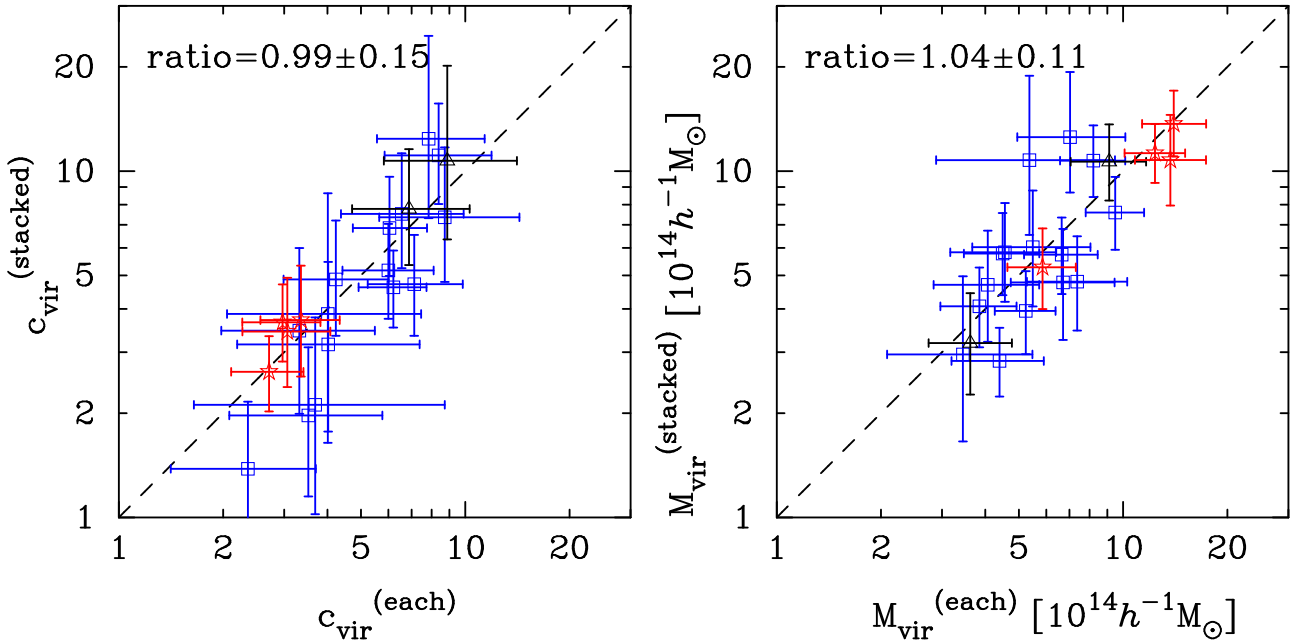 ratio=0.99±0.15
20
10
5
2
1
1 2 5 10 20
c_vir^(stacked)
c_vir^(each)
ratio=1.04±0.11
20
10
5
2
1
1 2 5 10 20
M_vir^(stacked) [10^14 h^−1 M_⊙]
M_vir^(each) [10^14 h^−1 M_⊙]